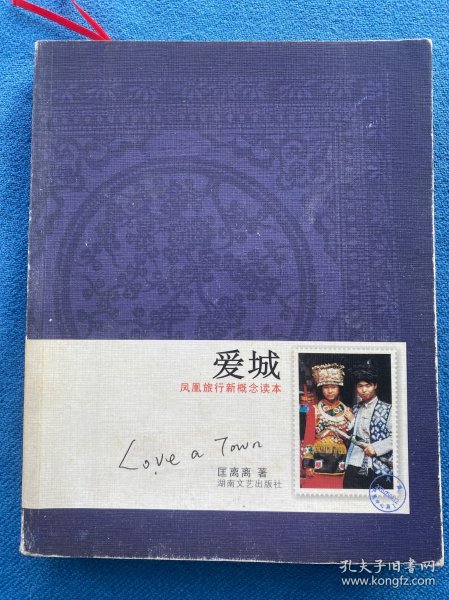 爱城
凤凰旅行新概念读本
Love a Town
匡离离 著
湖南文艺出版社
孔夫子旧书网
www.kongfz.com